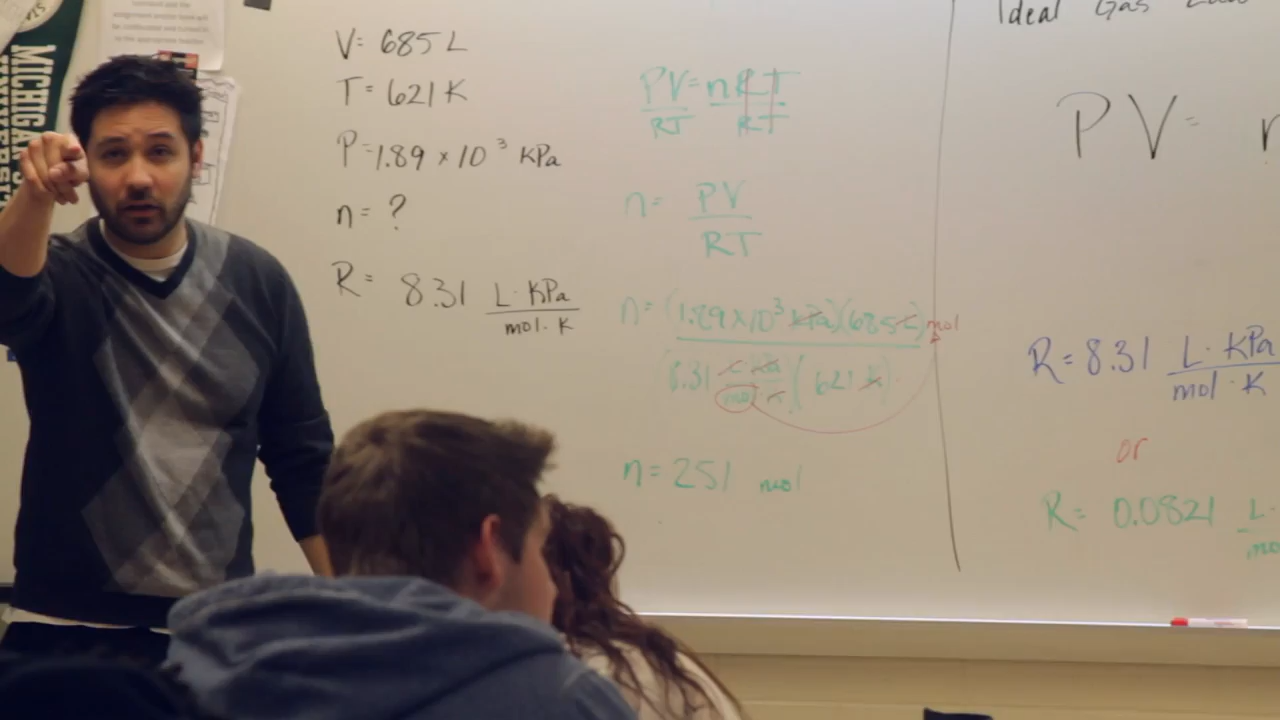 MICHIGAN
V= 685 L
T= 621 K
P=1.89 x 10³ KPa
n= ?
R= 8.31 L·KPa
mol·K
PV=nRT
RT RT
n= PV
RT
n= (1.89x10³ KPa)(685 L) mol
(8.31 L·KPa (621 K)
mol·K
n= 251 mol
Ideal Gas
PV=
R= 8.31 L·KPa
mol·K
or
R= 0.0821 L·